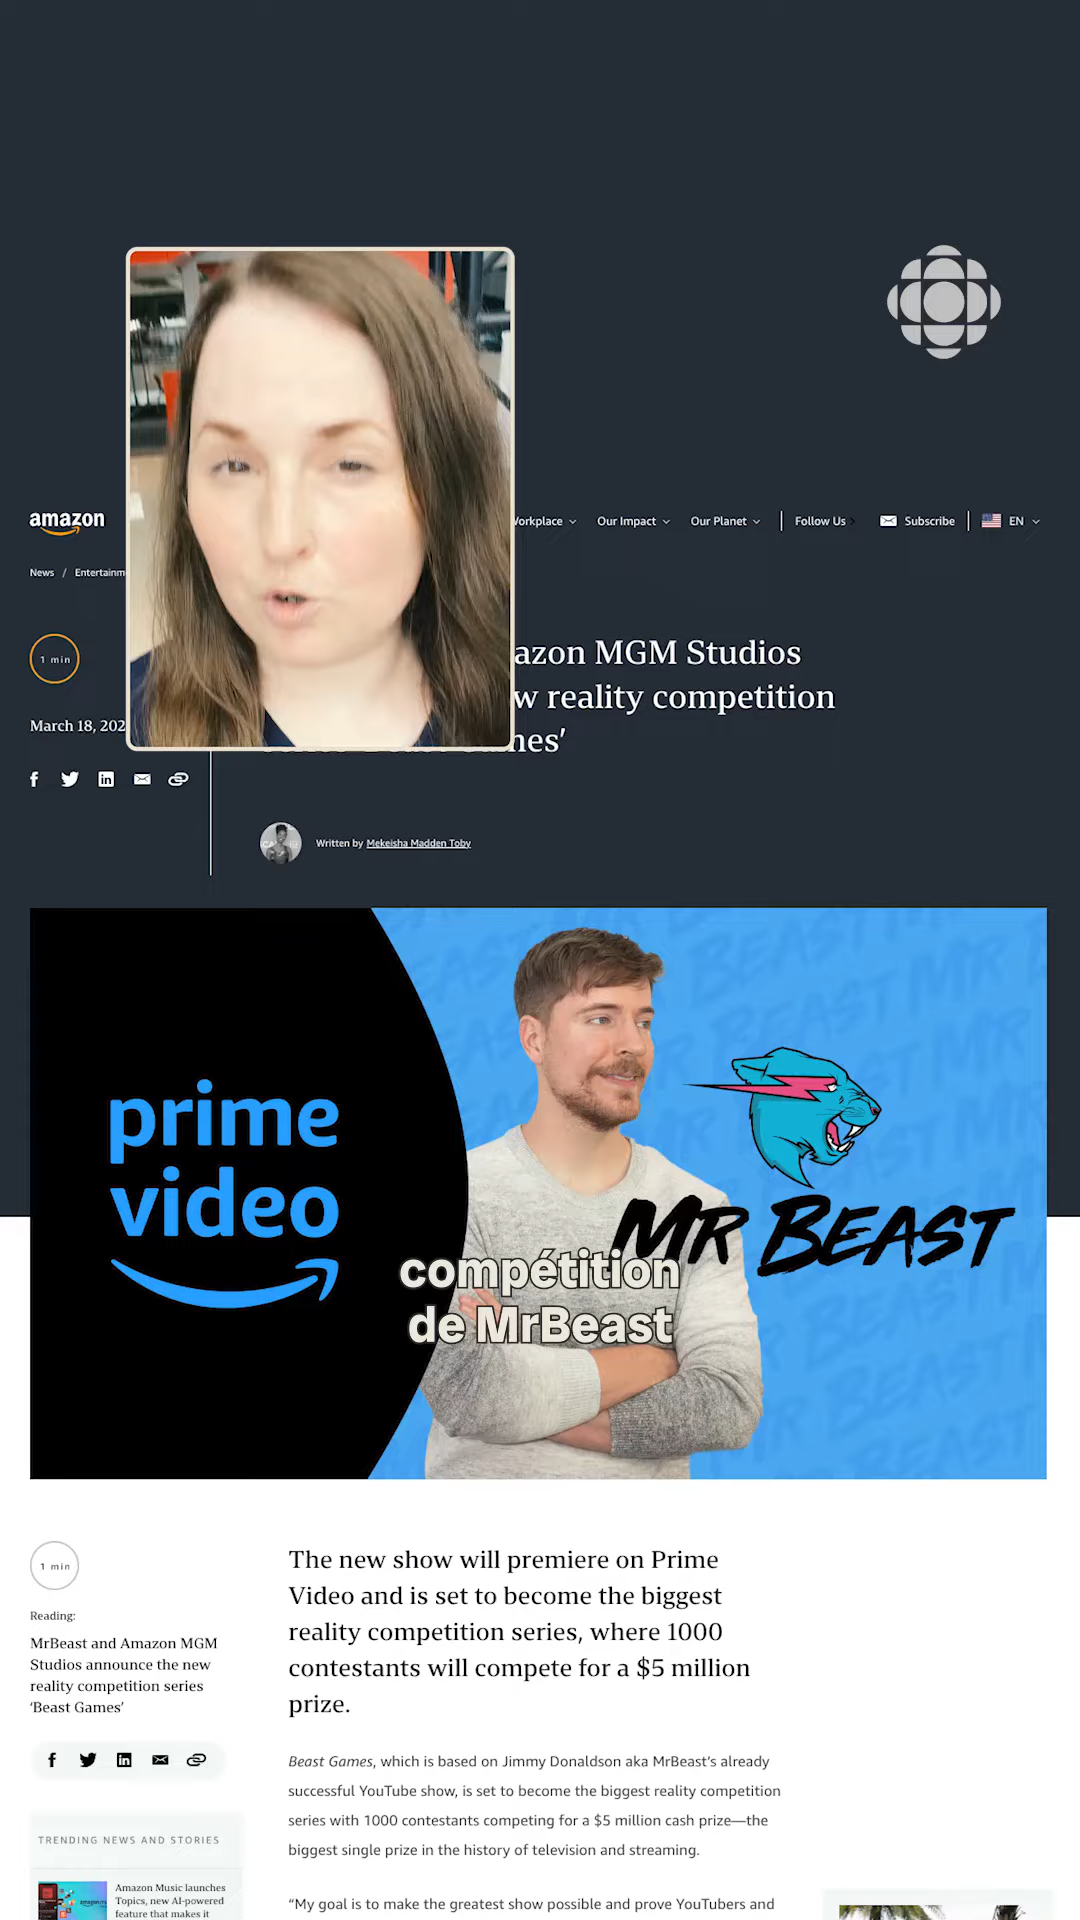 amazon
Workplace
Our Impact
Our Planet
Follow Us
Subscribe
EN
News / Entertainm
1 min
azon MGM Studios
w reality competition
March 18, 202
Written by Mekeisha Madden Toby
prime
video
MR BEAST
compétition
de MrBeast
1 min
The new show will premiere on Prime
Video and is set to become the biggest
reality competition series, where 1000
contestants will compete for a $5 million
prize.
Reading:
MrBeast and Amazon MGM
Studios announce the new
reality competition series
‘Beast Games’
Beast Games, which is based on Jimmy Donaldson aka MrBeast’s already
successful YouTube show, is set to become the biggest reality competition
series with 1000 contestants competing for a $5 million cash prize—the
biggest single prize in the history of television and streaming.
TRENDING NEWS AND STORIES
Amazon Music launches
Topics, new AI-powered
feature that makes it
“My goal is to make the greatest show possible and prove YouTubers and